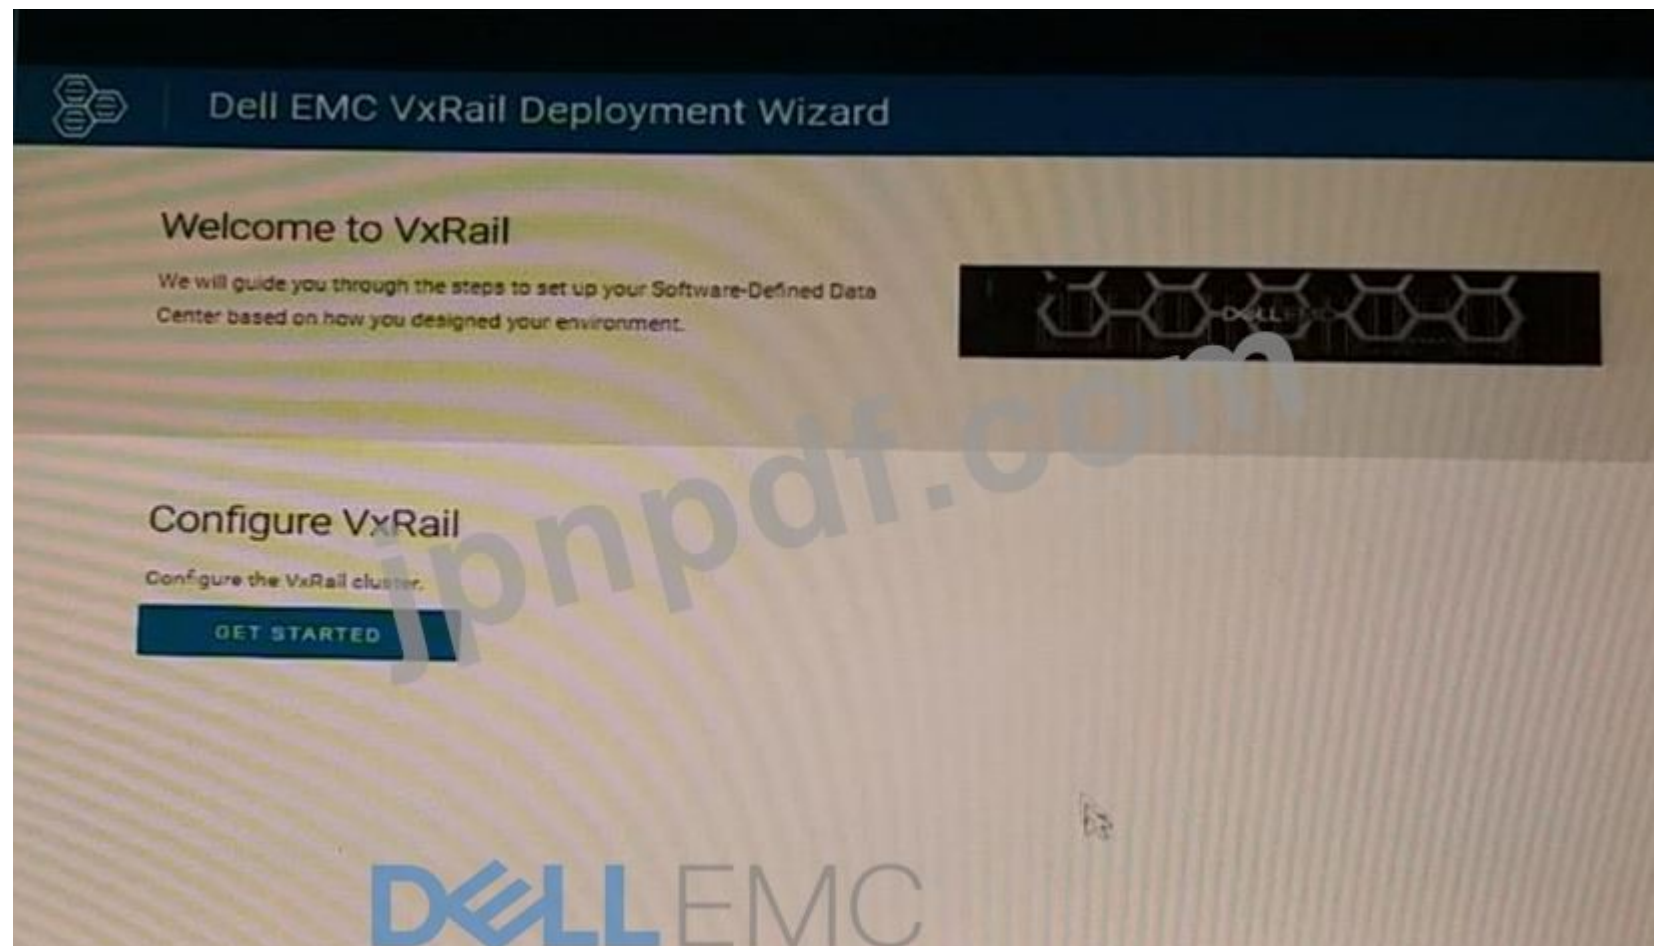 Dell EMC VxRail Deployment Wizard
Welcome to VxRail
We will guide you through the steps to set up your Software-Defined Data
Center based on how you designed your environment.
DELL EMC
Configure VxRail
Configure the VxRail cluster.
GET STARTED
jpnpdf.com
DELL EMC